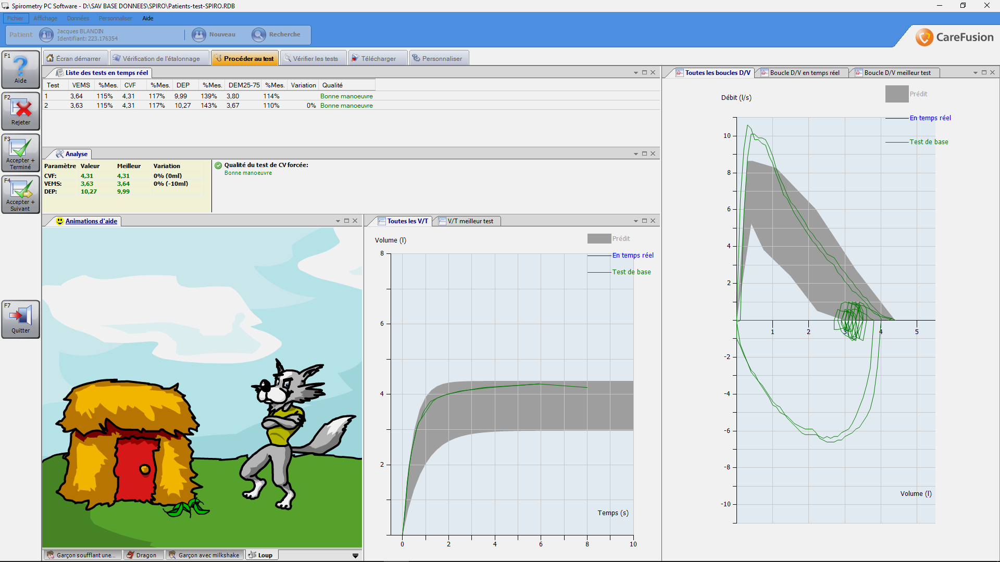 Spirometry PC Software - D:\SAV BASE DONNEES\SPIRO\Patients-test-SPIRO.RDB
Fichier Affichage Données Personnaliser Aide
Patient Jacques BLANDIN Nouveau Recherche
Identifiant: 223.176354
CareFusion
F1
Aide
F2
Rejeter
F3
Accepter +
Terminé
F4
Accepter +
Suivant
F7
Quitter
Écran démarrer Vérification de l'étalonnage Procéder au test Vérifier les tests Télécharger Personnaliser
Liste des tests en temps réel
Test VEMS %Mes. CVF %Mes. DEP %Mes. DEM25-75 %Mes. Variation Qualité
1 3,64 115% 4,31 117% 9,99 139% 3,80 114% Bonne manoeuvre
2 3,63 115% 4,31 117% 10,27 143% 3,67 110% 0% Bonne manoeuvre
Analyse
Paramètre Valeur Meilleur Variation
CVF: 4,31 4,31 0% (0ml)
VEMS: 3,63 3,64 0% (-10ml)
DEP: 10,27 9,99
Qualité du test de CV forcée:
Bonne manoeuvre
Animations d'aide
Garçon soufflant une... Dragon Garçon avec milkshake Loup
Toutes les V/T V/T meilleur test
Volume (l)
Prédit
En temps réel
Test de base
8
6
4
2
Temps (s)
0 2 4 6 8 10
Toutes les boucles D/V Boucle D/V en temps réel Boucle D/V meilleur test
Débit (l/s)
Prédit
En temps réel
Test de base
10
8
6
4
2
1 2 3 4 5
-2
-4
-6
-8
-10
Volume (l)